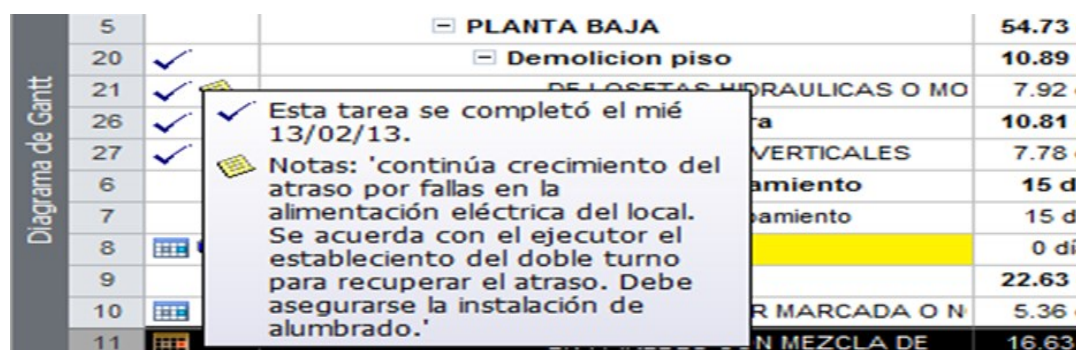 Diagrama de Gantt
5 PLANTA BAJA 54.73
20 Demolicion piso 10.89
21 DE LOSETAS HIDRAULICAS O MO 7.92
26 ra 10.81
27 VERTICALES 7.78
6 amiento 15 d
7 pamiento 15 d
8 0 dí
9 22.63
10 R MARCADA O N 5.36
11 CON MEZCLA DE 16.63
Esta tarea se completó el mié
13/02/13.
Notas: 'continúa crecimiento del
atraso por fallas en la
alimentación eléctrica del local.
Se acuerda con el ejecutor el
estableciento del doble turno
para recuperar el atraso. Debe
asegurarse la instalación de
alumbrado.'